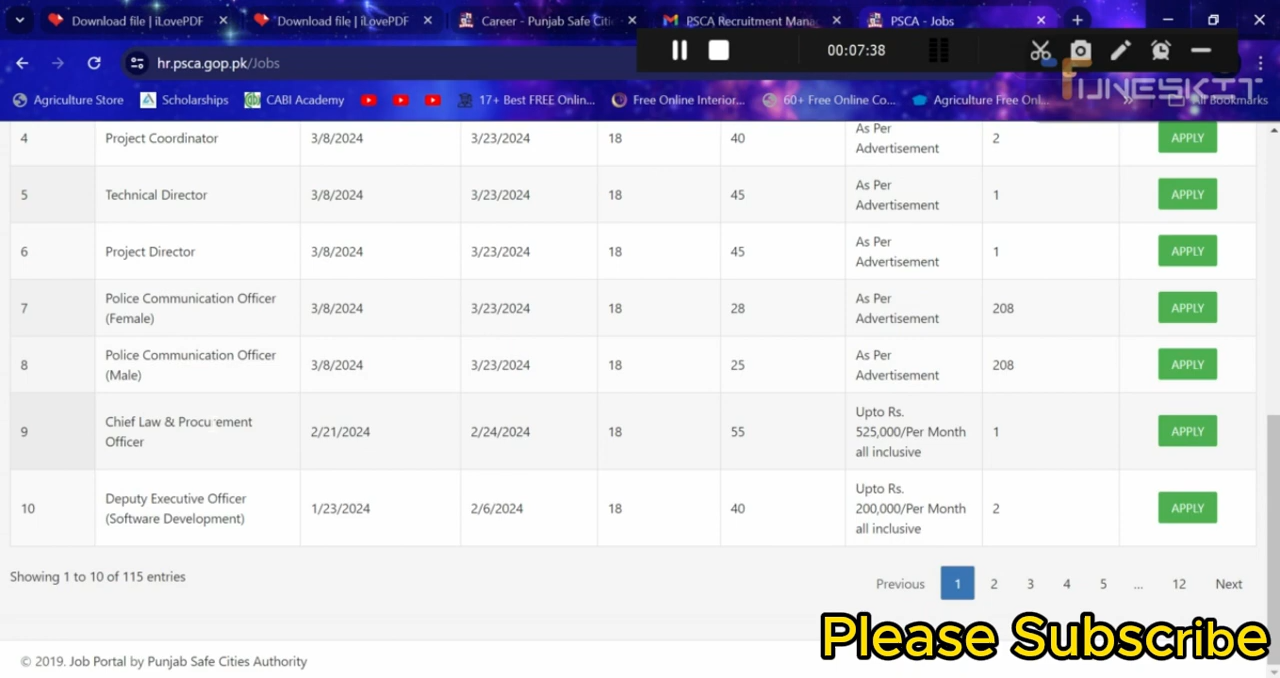 Download file | iLovePDF
Download file | iLovePDF
Career - Punjab Safe Citie
PSCA Recruitment Mana
PSCA - Jobs
hr.psca.gop.pk/Jobs
00:07:38
FUNESKIT
Agriculture Store
Scholarships
CABI Academy
17+ Best FREE Onlin...
Free Online Interior...
60+ Free Online Co...
Agriculture Free Onl...
All Bookmarks
4 Project Coordinator 3/8/2024 3/23/2024 18 40 As Per Advertisement 2 APPLY
5 Technical Director 3/8/2024 3/23/2024 18 45 As Per Advertisement 1 APPLY
6 Project Director 3/8/2024 3/23/2024 18 45 As Per Advertisement 1 APPLY
7 Police Communication Officer (Female) 3/8/2024 3/23/2024 18 28 As Per Advertisement 208 APPLY
8 Police Communication Officer (Male) 3/8/2024 3/23/2024 18 25 As Per Advertisement 208 APPLY
9 Chief Law & Procurement Officer 2/21/2024 2/24/2024 18 55 Upto Rs. 525,000/Per Month all inclusive 1 APPLY
10 Deputy Executive Officer (Software Development) 1/23/2024 2/6/2024 18 40 Upto Rs. 200,000/Per Month all inclusive 2 APPLY
Showing 1 to 10 of 115 entries
Previous 1 2 3 4 5 ... 12 Next
Please Subscribe
© 2019. Job Portal by Punjab Safe Cities Authority